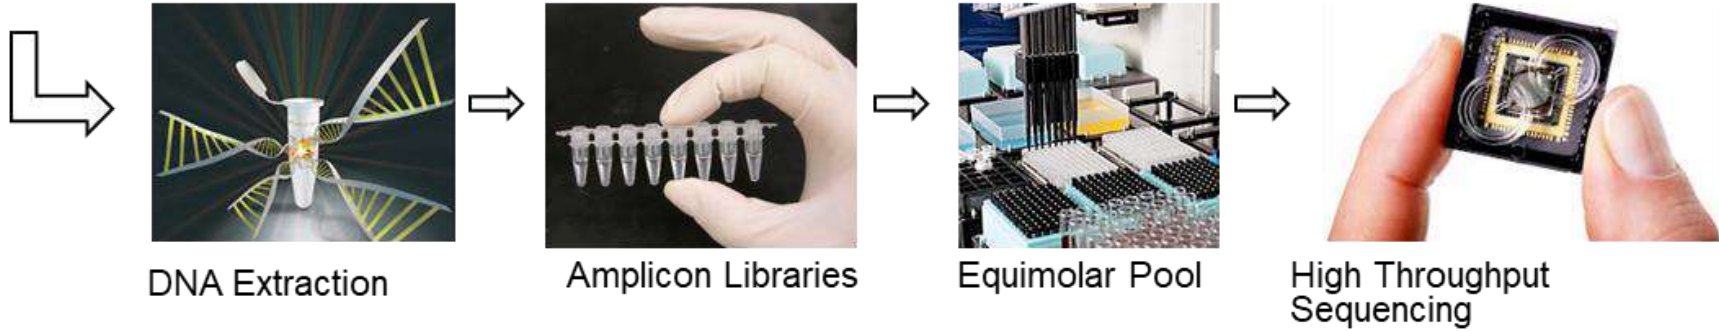 DNA Extraction
Amplicon Libraries
Equimolar Pool
High Throughput
Sequencing